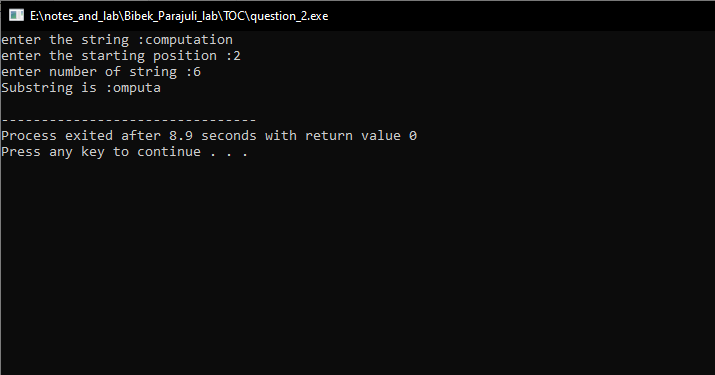 E:\notes_and_lab\Bibek_Parajuli_lab\TOC\question_2.exe
enter the string :computation
enter the starting position :2
enter number of string :6
Substring is :omputa
--------------------------------
Process exited after 8.9 seconds with return value 0
Press any key to continue . . .